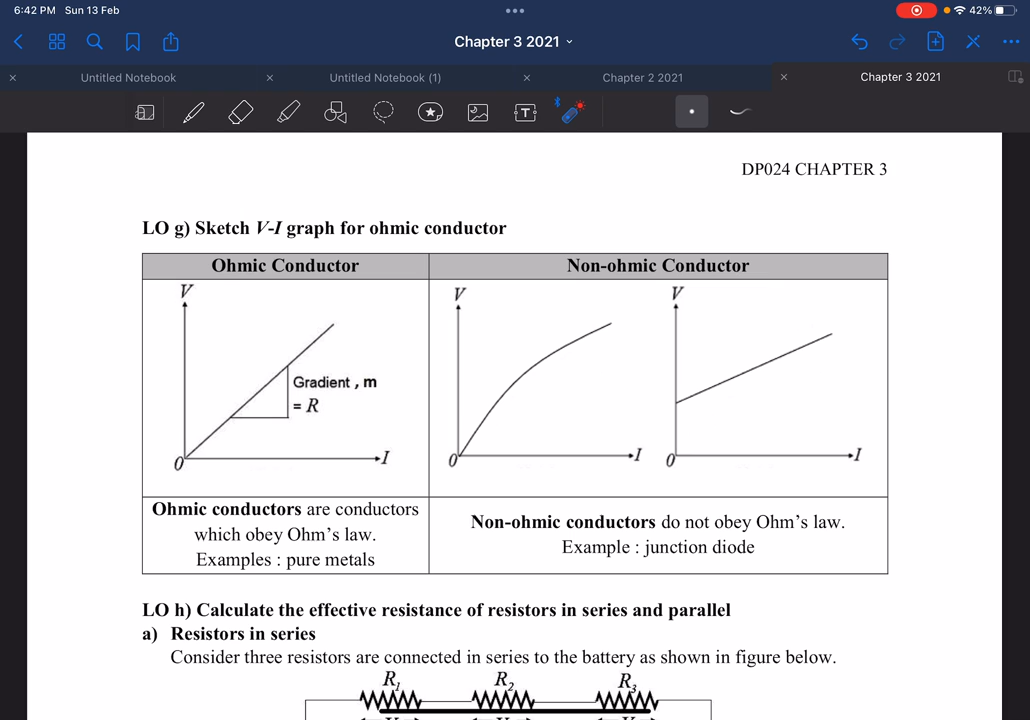 6:42 PM Sun 13 Feb
42%
Chapter 3 2021
Untitled Notebook
Untitled Notebook (1)
Chapter 2 2021
Chapter 3 2021
T
DP024 CHAPTER 3
LO g) Sketch V-I graph for ohmic conductor
Ohmic Conductor
Non-ohmic Conductor
V
Gradient , m
= R
0
I
V
0
I
V
0
I
Ohmic conductors are conductors
which obey Ohm's law.
Examples : pure metals
Non-ohmic conductors do not obey Ohm's law.
Example : junction diode
LO h) Calculate the effective resistance of resistors in series and parallel
a) Resistors in series
Consider three resistors are connected in series to the battery as shown in figure below.
R1 R2 R3